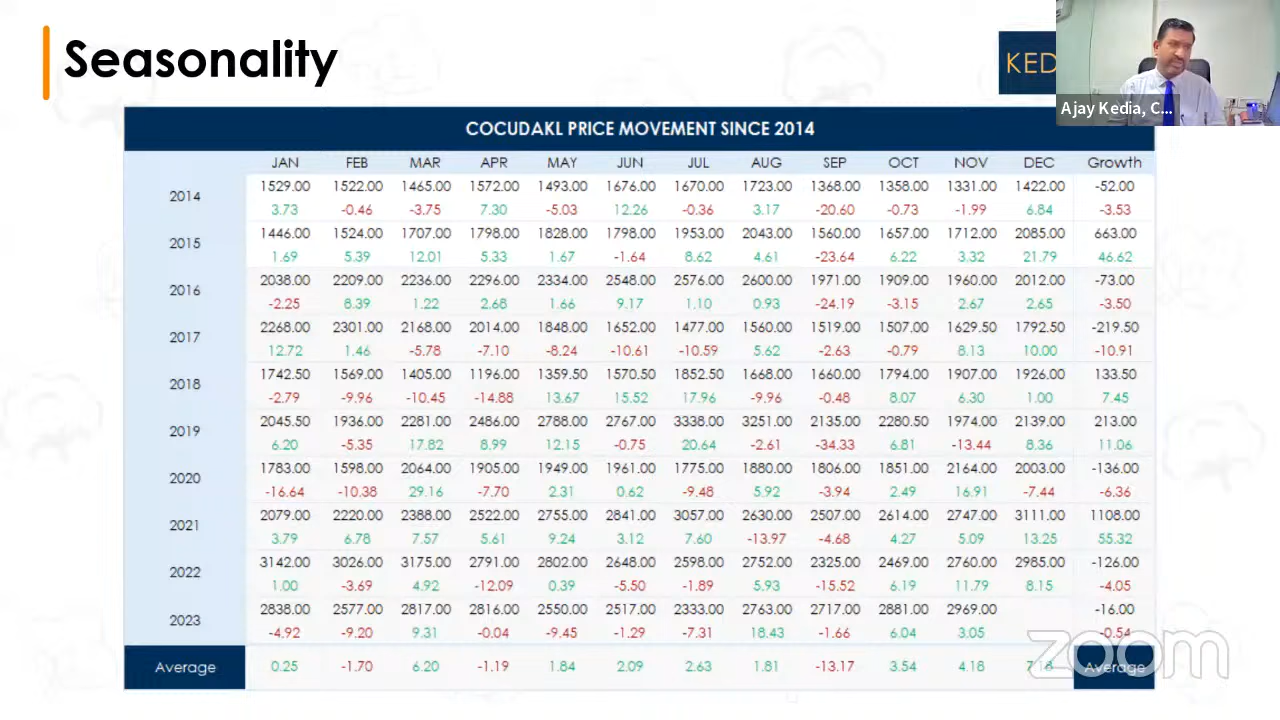 Seasonality
KED
Ajay Kedia, C...
COCUDAKL PRICE MOVEMENT SINCE 2014
JAN FEB MAR APR MAY JUN JUL AUG SEP OCT NOV DEC Growth
2014
1529.00 1522.00 1465.00 1572.00 1493.00 1676.00 1670.00 1723.00 1368.00 1358.00 1331.00 1422.00 -52.00
3.73 -0.46 -3.75 7.30 -5.03 12.26 -0.36 3.17 -20.60 -0.73 -1.99 6.84 -3.53
2015
1446.00 1524.00 1707.00 1798.00 1828.00 1798.00 1953.00 2043.00 1560.00 1657.00 1712.00 2085.00 663.00
1.69 5.39 12.01 5.33 1.67 -1.64 8.62 4.61 -23.64 6.22 3.32 21.79 46.62
2016
2038.00 2209.00 2236.00 2296.00 2334.00 2548.00 2576.00 2600.00 1971.00 1909.00 1960.00 2012.00 -73.00
-2.25 8.39 1.22 2.68 1.66 9.17 1.10 0.93 -24.19 -3.15 2.67 2.65 -3.50
2017
2268.00 2301.00 2168.00 2014.00 1848.00 1652.00 1477.00 1560.00 1519.00 1507.00 1629.50 1792.50 -219.50
12.72 1.46 -5.78 -7.10 -8.24 -10.61 -10.59 5.62 -2.63 -0.79 8.13 10.00 -10.91
2018
1742.50 1569.00 1405.00 1196.00 1359.50 1570.50 1852.50 1668.00 1660.00 1794.00 1907.00 1926.00 133.50
-2.79 -9.96 -10.45 -14.88 13.67 15.52 17.96 -9.96 -0.48 8.07 6.30 1.00 7.45
2019
2045.50 1936.00 2281.00 2486.00 2788.00 2767.00 3338.00 3251.00 2135.00 2280.50 1974.00 2139.00 213.00
6.20 -5.35 17.82 8.99 12.15 -0.75 20.64 -2.61 -34.33 6.81 -13.44 8.36 11.06
2020
1783.00 1598.00 2064.00 1905.00 1949.00 1961.00 1775.00 1880.00 1806.00 1851.00 2164.00 2003.00 -136.00
-16.64 -10.38 29.16 -7.70 2.31 0.62 -9.48 5.92 -3.94 2.49 16.91 -7.44 -6.36
2021
2079.00 2220.00 2388.00 2522.00 2755.00 2841.00 3057.00 2630.00 2507.00 2614.00 2747.00 3111.00 1108.00
3.79 6.78 7.57 5.61 9.24 3.12 7.60 -13.97 -4.68 4.27 5.09 13.25 55.32
2022
3142.00 3026.00 3175.00 2791.00 2802.00 2648.00 2598.00 2752.00 2325.00 2469.00 2760.00 2985.00 -126.00
1.00 -3.69 4.92 -12.09 0.39 -5.50 -1.89 5.93 -15.52 6.19 11.79 8.15 -4.05
2023
2838.00 2577.00 2817.00 2816.00 2550.00 2517.00 2333.00 2763.00 2717.00 2881.00 2969.00 -16.00
-4.92 -9.20 9.31 -0.04 -9.45 -1.29 -7.31 18.43 -1.66 6.04 3.05 -0.54
Average 0.25 -1.70 6.20 -1.19 1.84 2.09 2.63 1.81 -13.17 3.54 4.18 Average
zoom